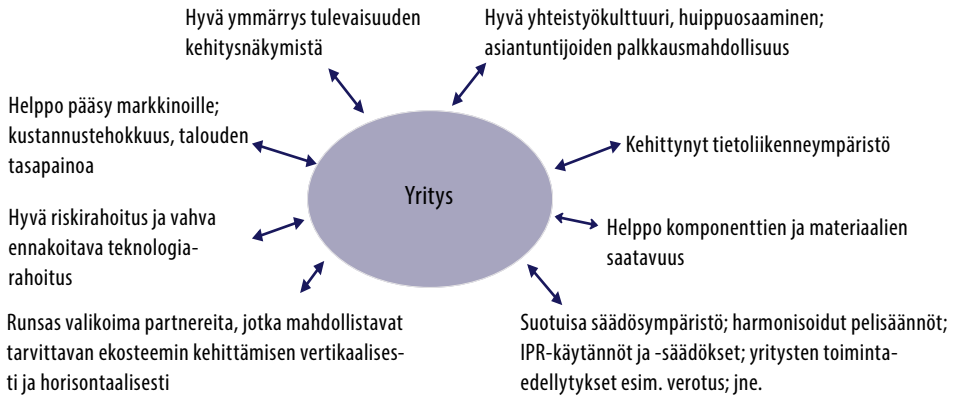 Hyvä ymmärrys tulevaisuuden
kehitysnäkymistä
Hyvä yhteistyökulttuuri, huippuosaaminen;
asiantuntijoiden palkkausmahdollisuus
Helppo pääsy markkinoille;
kustannustehokkuus, talouden
tasapainoa
Kehittynyt tietoliikenneympäristö
Yritys
Hyvä riskirahoitus ja vahva
ennakoitava teknologia-
rahoitus
Helppo komponenttien ja materiaalien
saatavuus
Runsas valikoima partnereita, jotka mahdollistavat
tarvittavan ekosteemin kehittämisen vertikaalises-
ti ja horisontaalisesti
Suotuisa säädösympäristö; harmonisoidut pelisäännöt;
IPR-käytännöt ja -säädökset; yritysten toiminta-
edellytykset esim. verotus; jne.